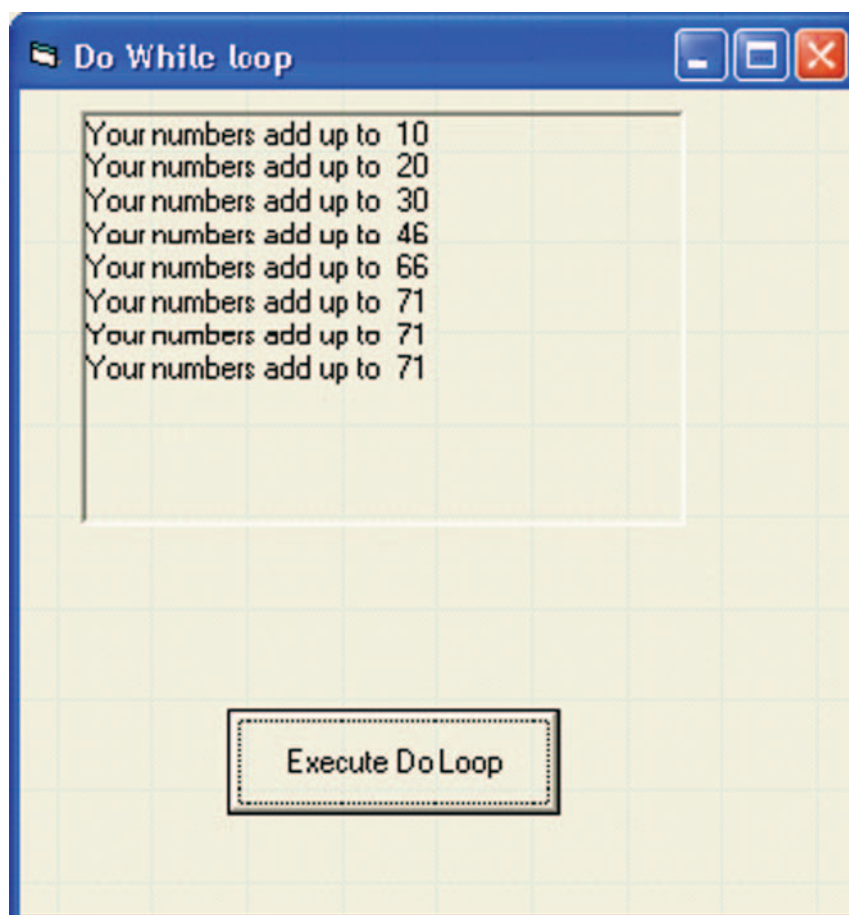 Do While loop
Your numbers add up to 10
Your numbers add up to 20
Your numbers add up to 30
Your numbers add up to 46
Your numbers add up to 66
Your numbers add up to 71
Your numbers add up to 71
Your numbers add up to 71
Execute Do Loop